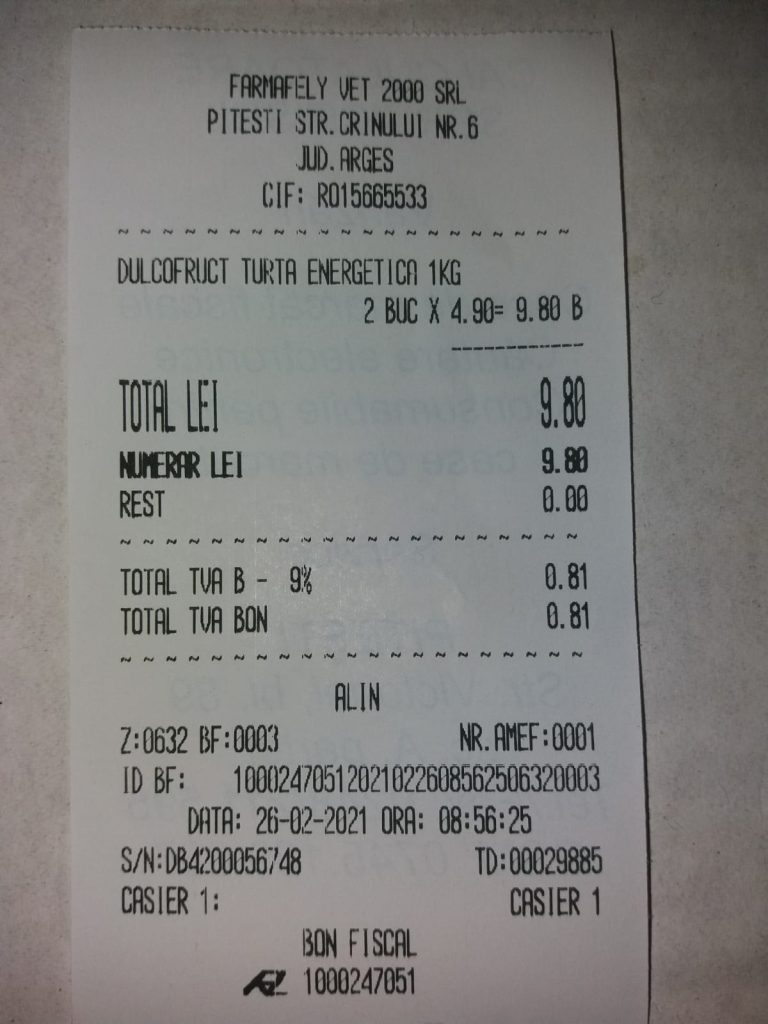 FARMAFELY VET 2000 SRL
PITESTI STR.CRINULUI NR.6
JUD.ARGES
CIF: RO15665533
~ ~ ~ ~ ~ ~ ~ ~ ~ ~ ~ ~ ~ ~ ~ ~ ~ ~ ~ ~ ~
DULCOFRUCT TURTA ENERGETICA 1KG
2 BUC X 4.90= 9.80 B
--------------
TOTAL LEI 9.80
NUMERAR LEI 9.80
REST 0.00
~ ~ ~ ~ ~ ~ ~ ~ ~ ~ ~ ~ ~ ~ ~ ~ ~ ~ ~ ~ ~
TOTAL TVA B - 9% 0.81
TOTAL TVA BON 0.81
~ ~ ~ ~ ~ ~ ~ ~ ~ ~ ~ ~ ~ ~ ~ ~ ~ ~ ~ ~ ~
ALIN
Z:0632 BF:0003 NR.AMEF:0001
ID BF: 10002470512021022608562506320003
DATA: 26-02-2021 ORA: 08:56:25
S/N:DB4200056748 TD:00029885
CASIER 1: CASIER 1
BON FISCAL
1000247051